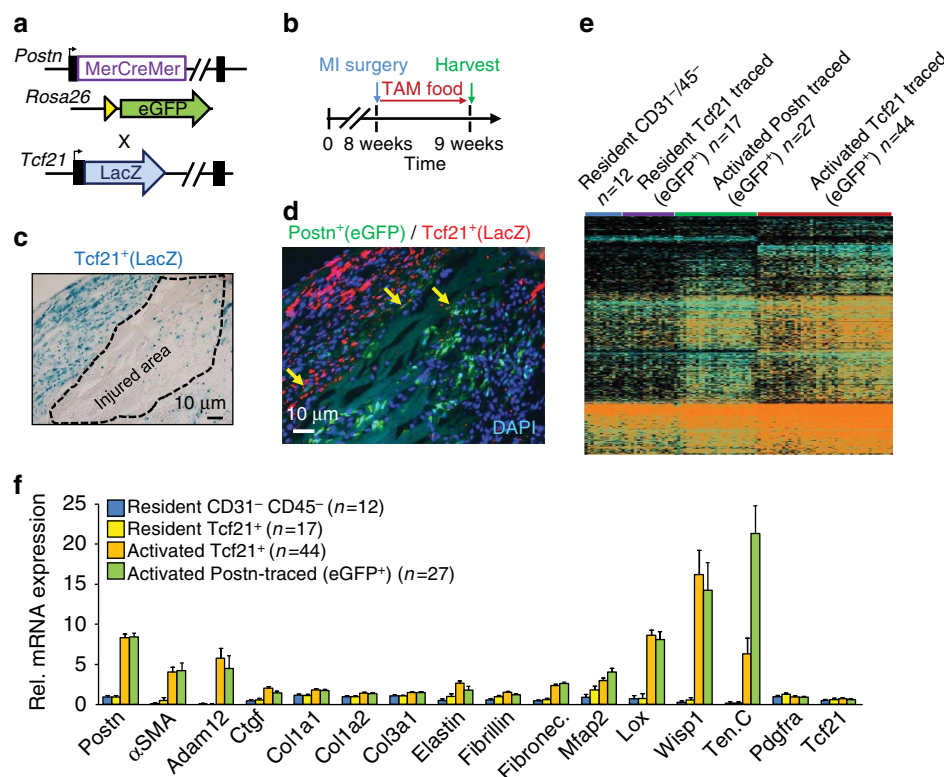 a
Postn
MerCreMer
Rosa26
eGFP
X
Tcf21
LacZ
b
MI surgery
Harvest
TAM food
0 8 weeks 9 weeks
Time
c
Tcf21⁺(LacZ)
Injured area
10 µm
d
Postn⁺(eGFP) / Tcf21⁺(LacZ)
10 µm
DAPI
e
Resident CD31⁻/45⁻
n=12
Resident Tcf21 traced
(eGFP⁺) n=17
Activated Postn traced
(eGFP⁺) n=27
Activated Tcf21 traced
(eGFP⁺) n=44
f
Rel. mRNA expression
25
20
15
10
5
0
Resident CD31⁻ CD45⁻ (n=12)
Resident Tcf21⁺ (n=17)
Activated Tcf21⁺ (n=44)
Activated Postn-traced (eGFP⁺) (n=27)
Postn
αSMA
Adam12
Ctgf
Col1a1
Col1a2
Col3a1
Elastin
Fibrillin
Fibronec.
Mfap2
Lox
Wisp1
Ten.C
Pdgfra
Tcf21